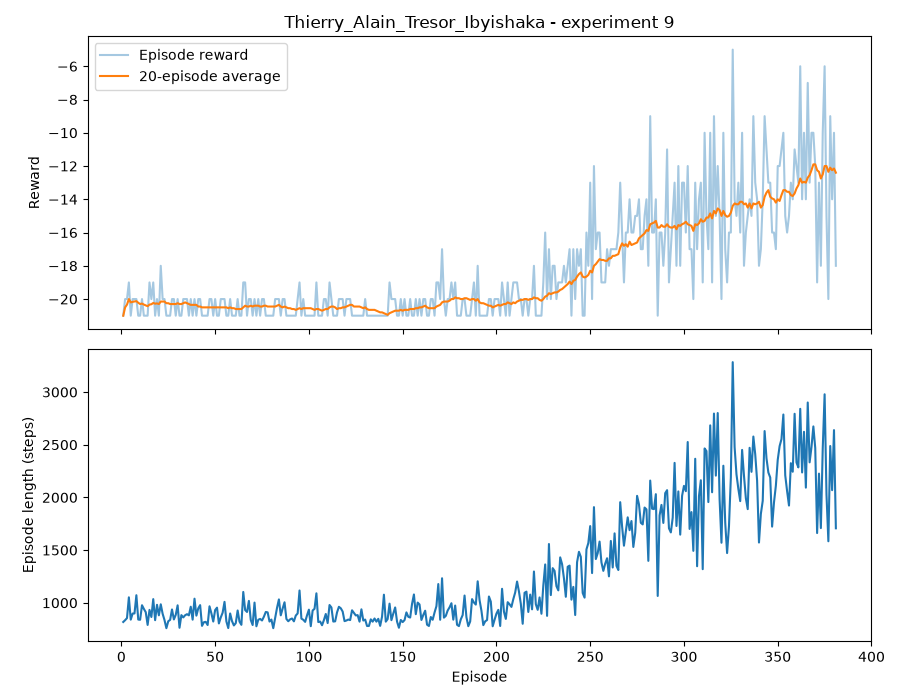 Thierry_Alain_Tresor_Ibyishaka - experiment 9
Episode reward
20-episode average
Reward
−6
−8
−10
−12
−14
−16
−18
−20
Episode length (steps)
3000
2500
2000
1500
1000
0 50 100 150 200 250 300 350 400
Episode